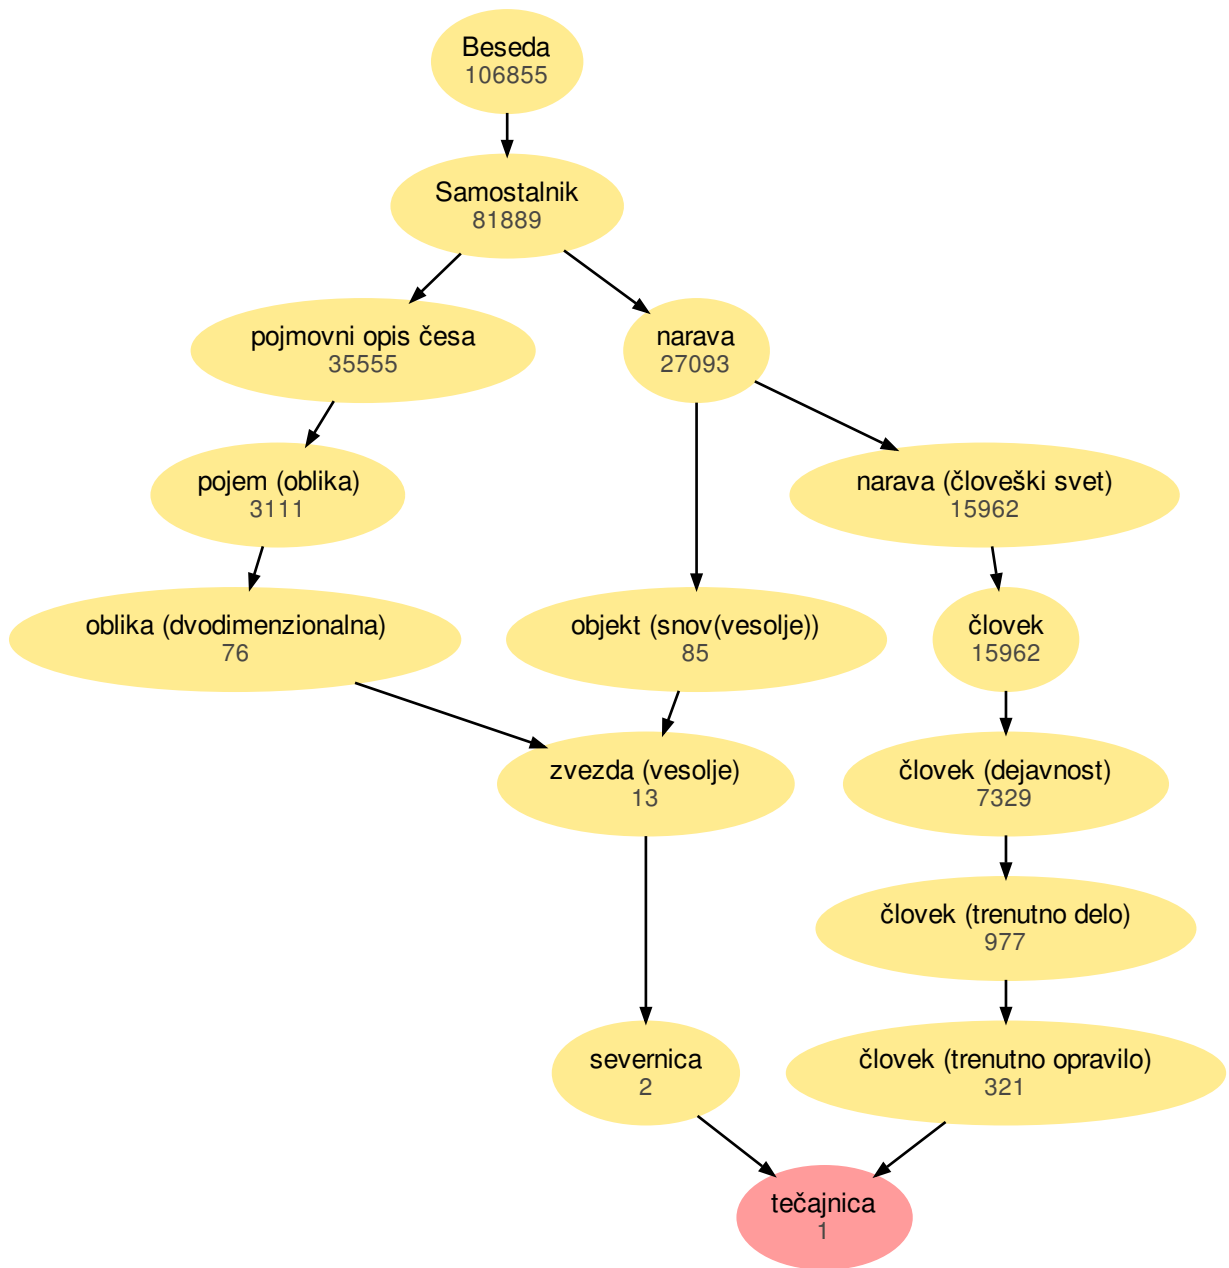 Beseda
106855
Samostalnik
81889
pojmovni opis česa
35555
narava
27093
pojem (oblika)
3111
narava (človeški svet)
15962
oblika (dvodimenzionalna)
76
objekt (snov(vesolje))
85
človek
15962
zvezda (vesolje)
13
človek (dejavnost)
7329
človek (trenutno delo)
977
severnica
2
človek (trenutno opravilo)
321
tečajnica
1